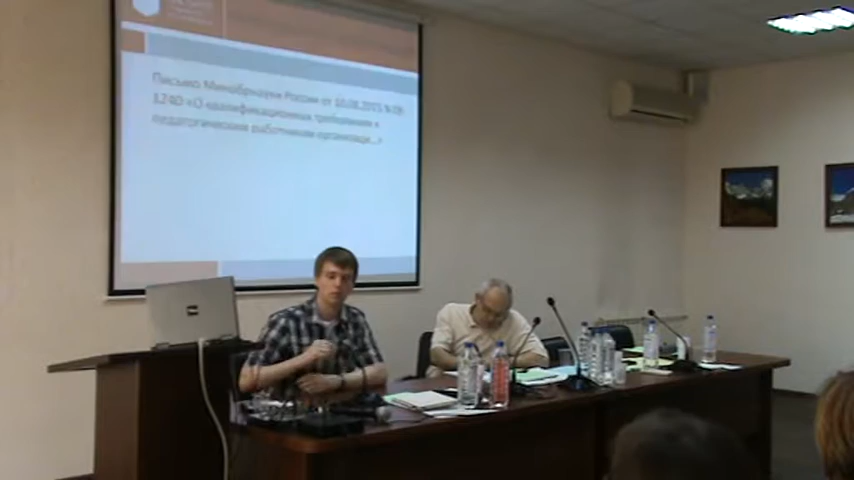 Письмо Минобрнауки России от 10.08.2015 № 08-
1240 «О квалификационных требованиях к
педагогическим работникам организаци...»